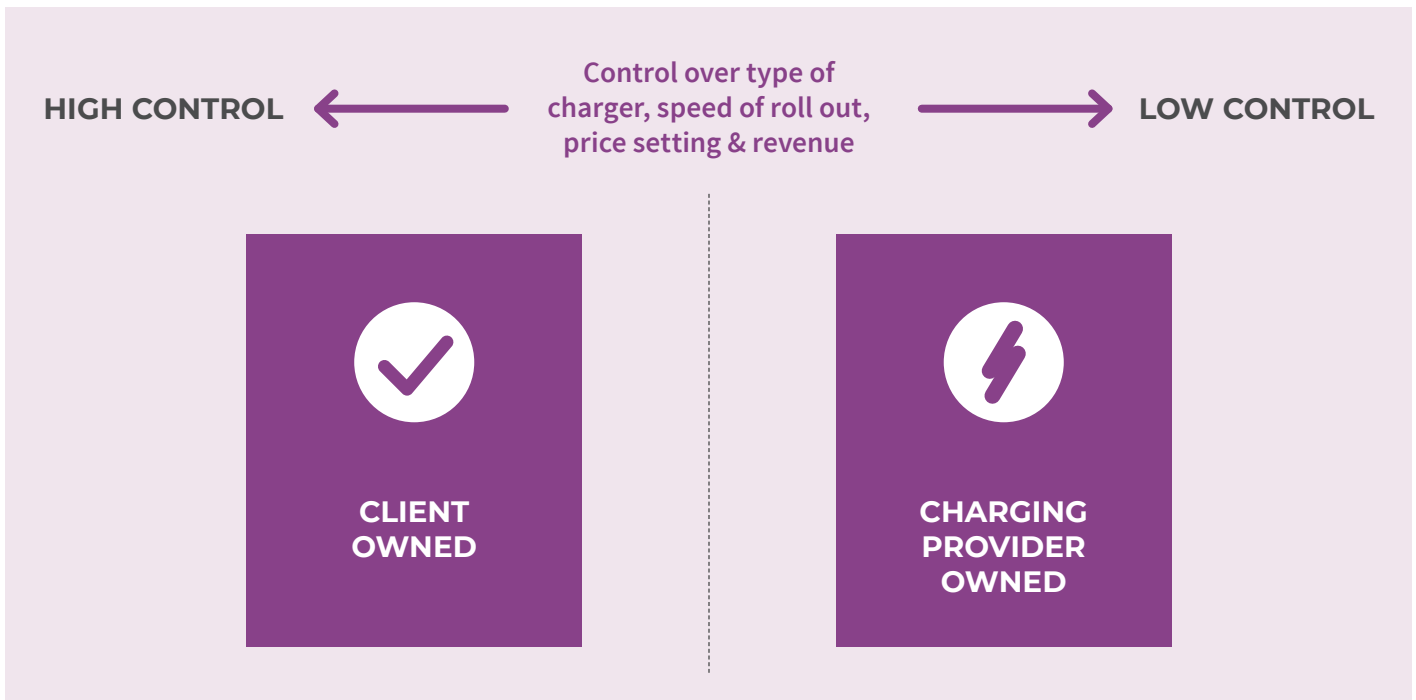 HIGH CONTROL
Control over type of
charger, speed of roll out,
price setting & revenue
LOW CONTROL
CLIENT
OWNED
CHARGING
PROVIDER
OWNED